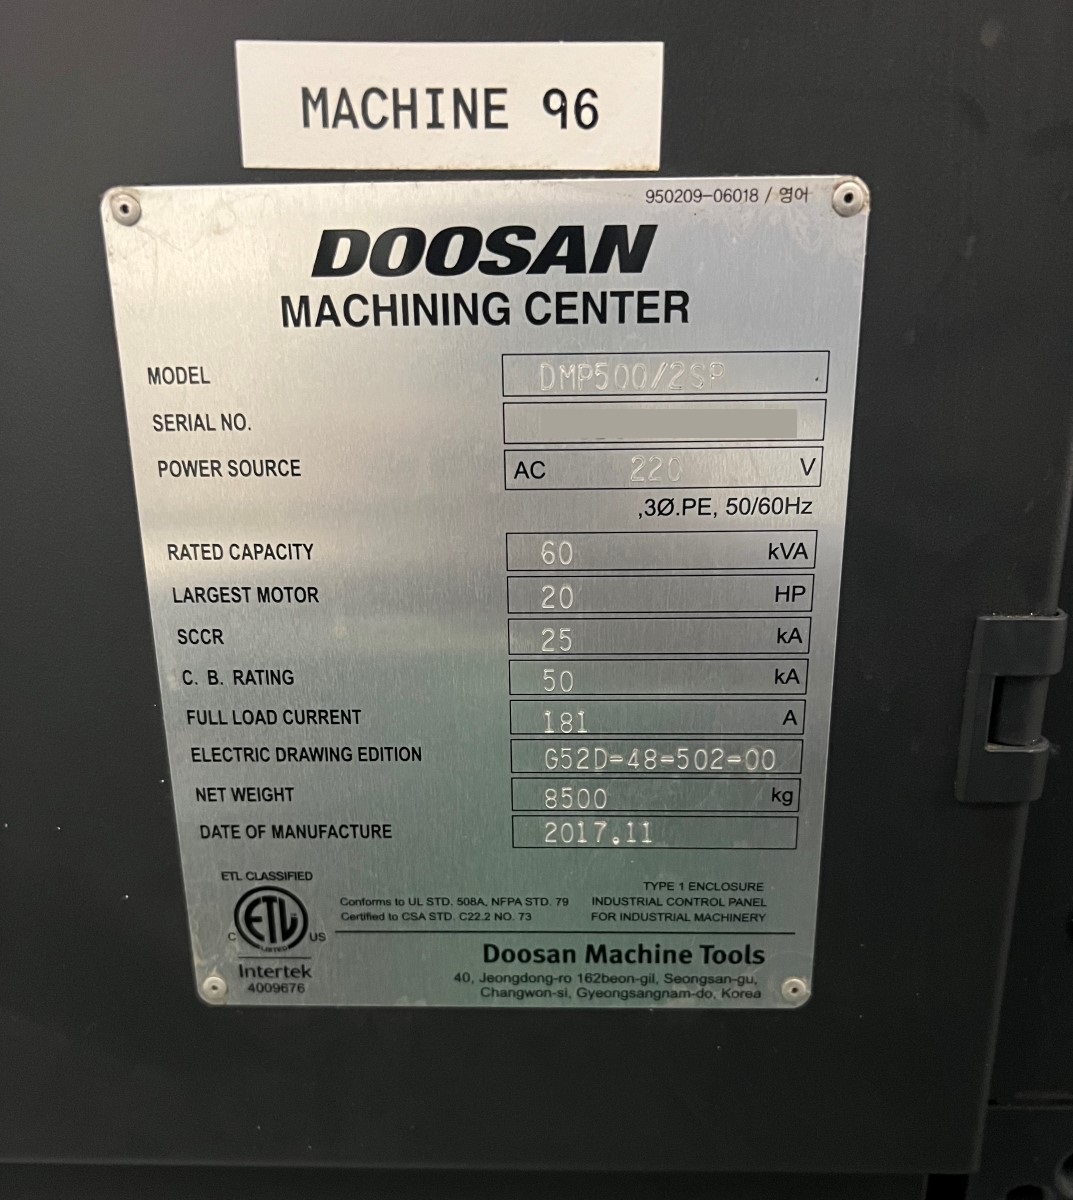 MACHINE 96
950209-06018 / 영어
DOOSAN
MACHINING CENTER
MODEL DMP500/2SP
SERIAL NO.
POWER SOURCE AC 220 V
,3Ø.PE, 50/60Hz
RATED CAPACITY 60 kVA
LARGEST MOTOR 20 HP
SCCR 25 kA
C. B. RATING 50 kA
FULL LOAD CURRENT 181 A
ELECTRIC DRAWING EDITION G52D-48-502-00
NET WEIGHT 8500 kg
DATE OF MANUFACTURE 2017.11
ETL CLASSIFIED
ETL
LISTED
C US
Intertek
4009676
Conforms to UL STD. 508A, NFPA STD. 79
Certified to CSA STD. C22.2 NO. 73
TYPE 1 ENCLOSURE
INDUSTRIAL CONTROL PANEL
FOR INDUSTRIAL MACHINERY
Doosan Machine Tools
40, Jeongdong-ro 162beon-gil, Seongsan-gu,
Changwon-si, Gyeongsangnam-do, Korea